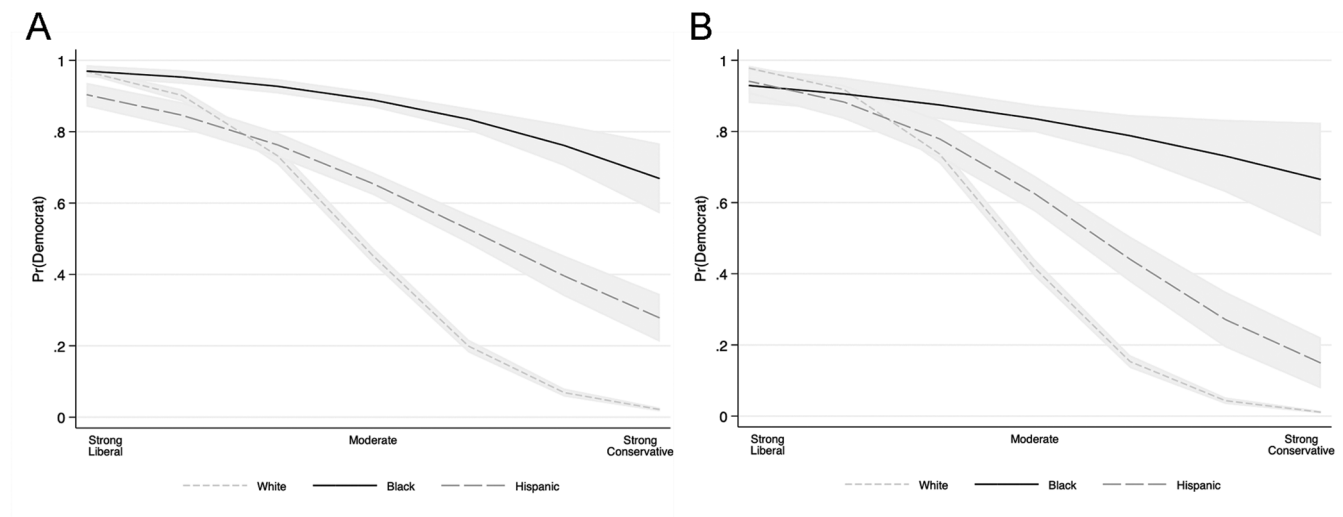 A
Pr(Democrat)
1
.8
.6
.4
.2
0
Strong
Liberal
Moderate
Strong
Conservative
White
Black
Hispanic
B
Pr(Democrat)
1
.8
.6
.4
.2
0
Strong
Liberal
Moderate
Strong
Conservative
White
Black
Hispanic